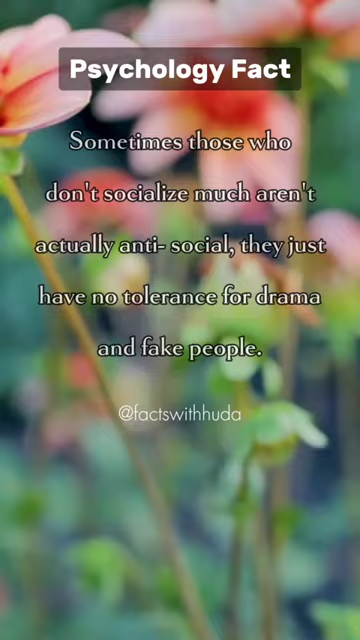 Psychology Fact
Sometimes those who
don't socialize much aren't
actually anti- social, they just
have no tolerance for drama
and fake people.
@factswithhuda